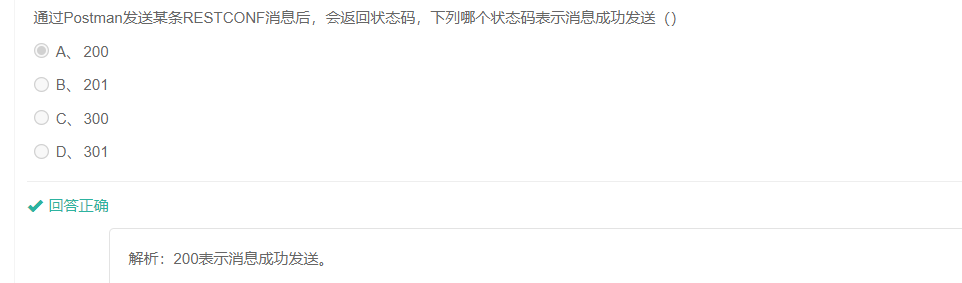 通过Postman发送某条RESTCONF消息后，会返回状态码，下列哪个状态码表示消息成功发送（）
A、 200
B、 201
C、 300
D、 301
回答正确
解析：200表示消息成功发送。